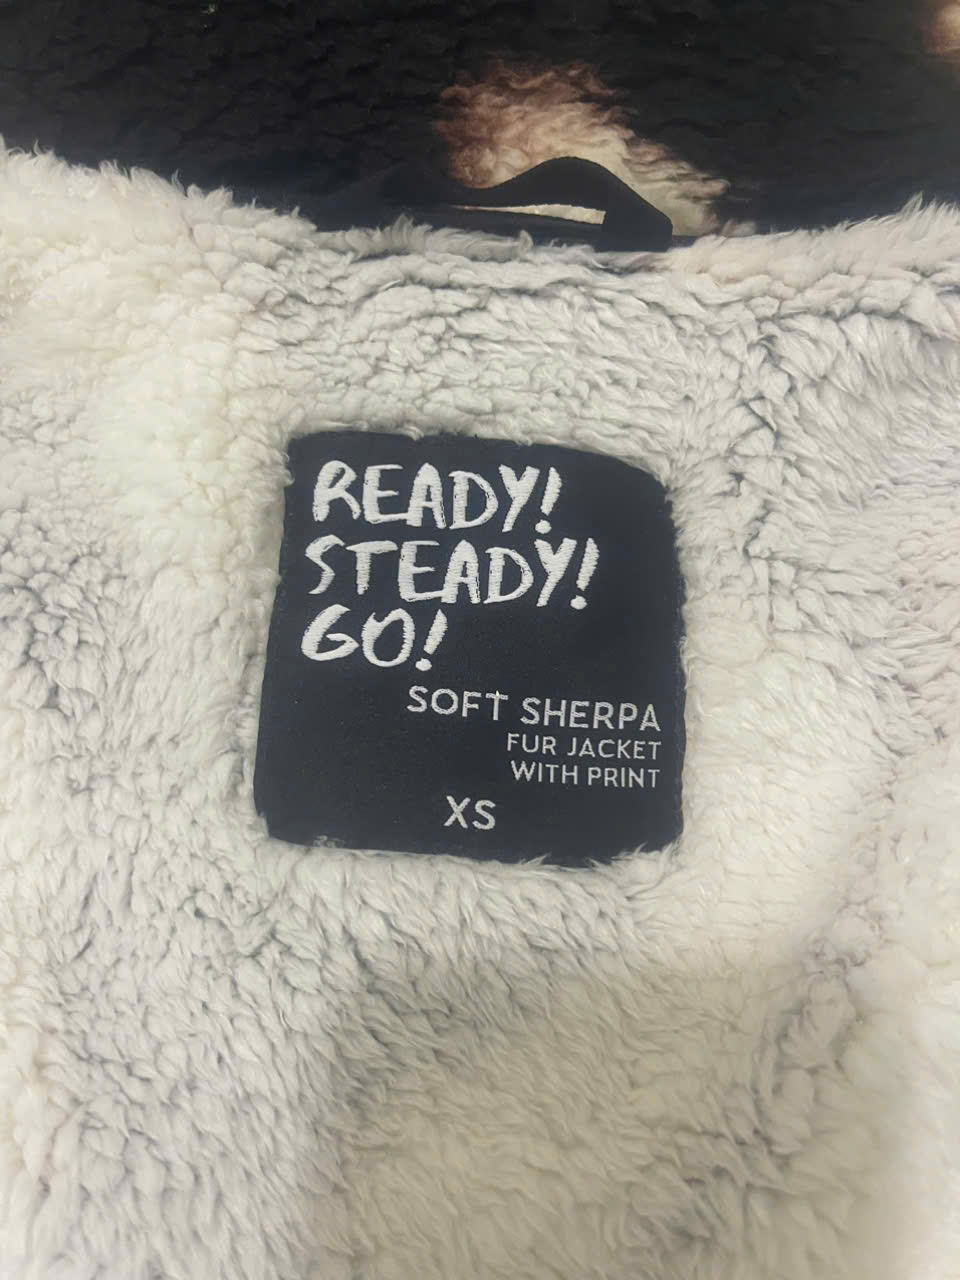 READY!
STEADY!
GO!
SOFT SHERPA
FUR JACKET
WITH PRINT
XS